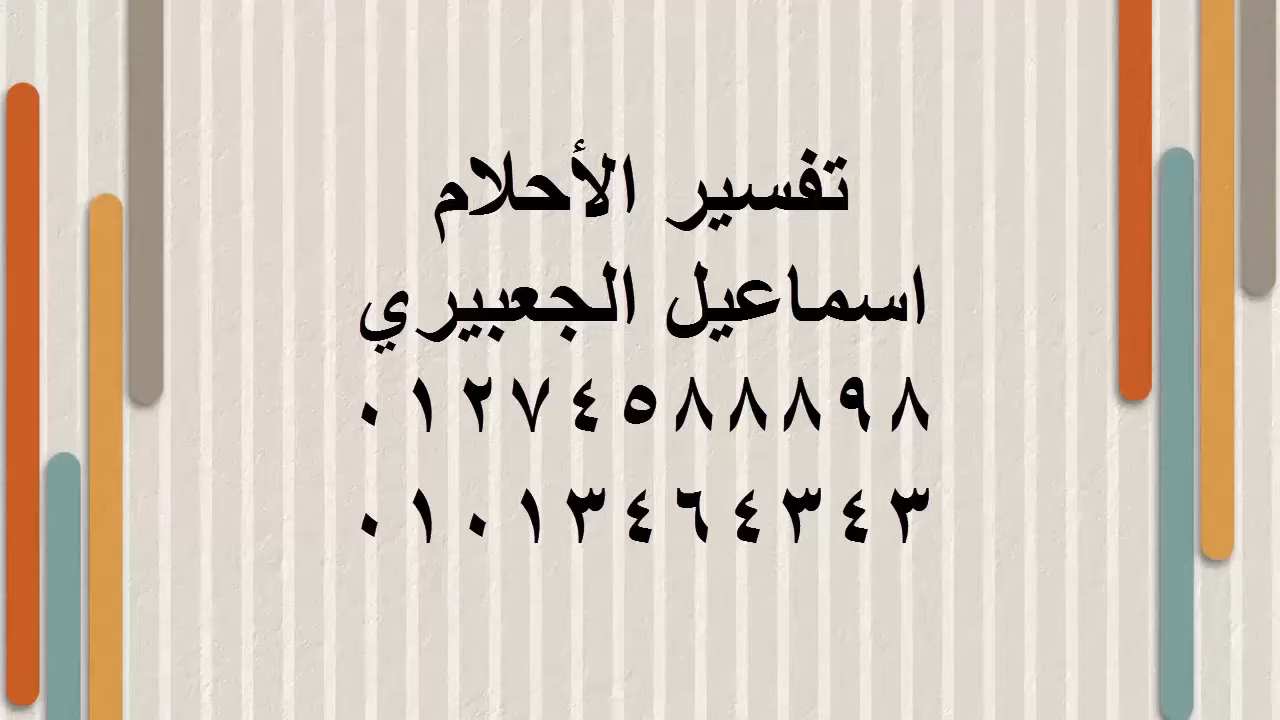 تفسير الأحلام
اسماعيل الجعبيري
٠١٢٧٤٥٨٨٨٩٨
٠١٠١٣٤٦٤٣٤٣